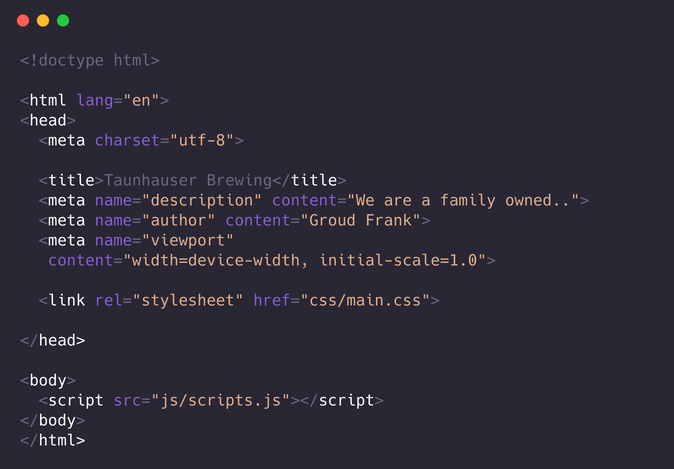 <!doctype html>
<html lang="en">
<head>
<meta charset="utf-8">
<title>Taunhauser Brewing</title>
<meta name="description" content="We are a family owned..">
<meta name="author" content="Groud Frank">
<meta name="viewport"
content="width=device-width, initial-scale=1.0">
<link rel="stylesheet" href="css/main.css">
</head>
<body>
<script src="js/scripts.js"></script>
</body>
</html>